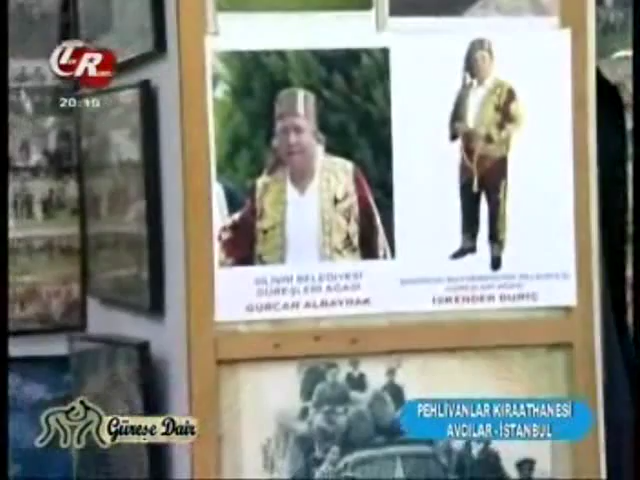 LR
20:19
SİLİVRİ BELEDİYESİ
GÜREŞLERİ AĞASI
GÜRCAN ALBAYRAK
İSKENDER DURİÇ
PEHLİVANLAR KIRAATHANESİ
AVCILAR - İSTANBUL
Güreşe Dair